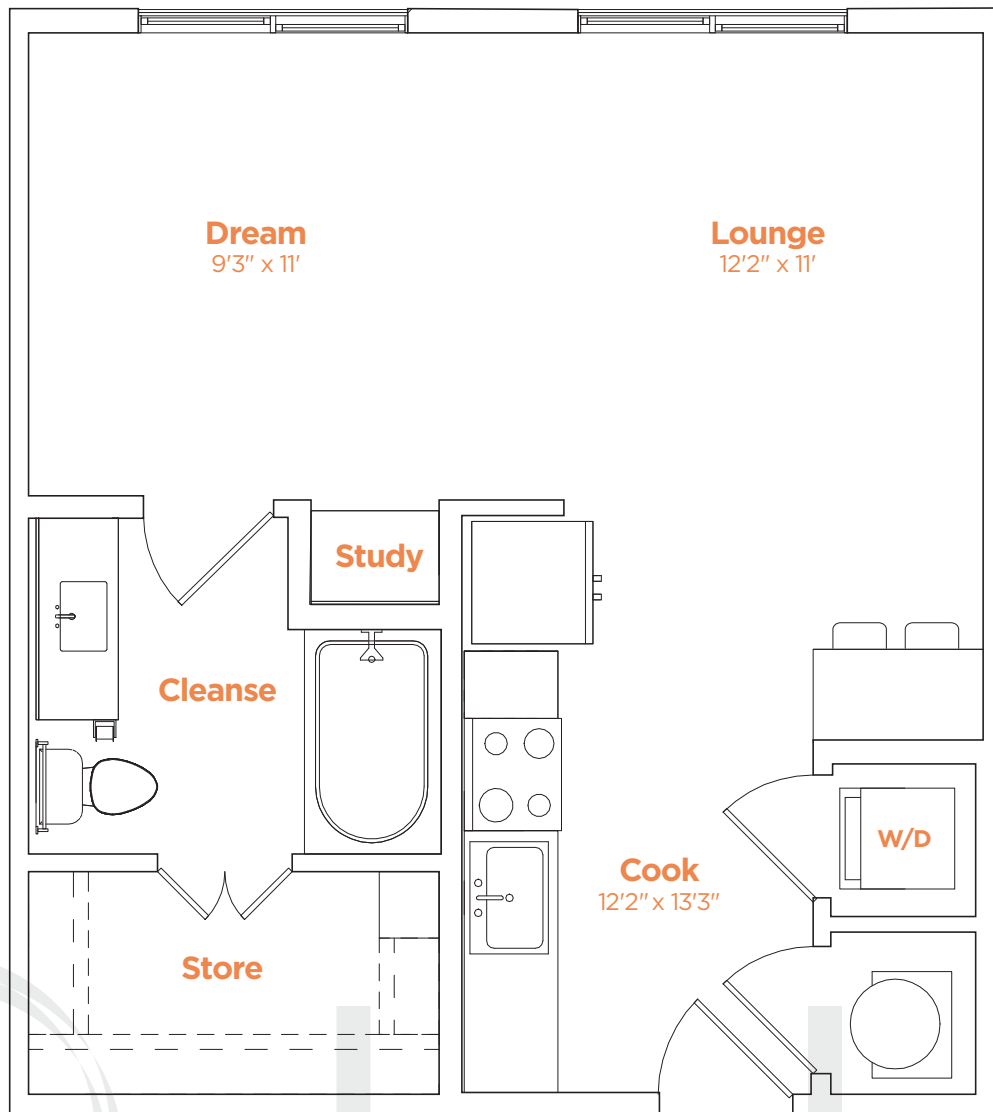 Dream
9'3" x 11'
Lounge
12'2" x 11'
Study
Cleanse
W/D
Cook
12'2" x 13'3"
Store